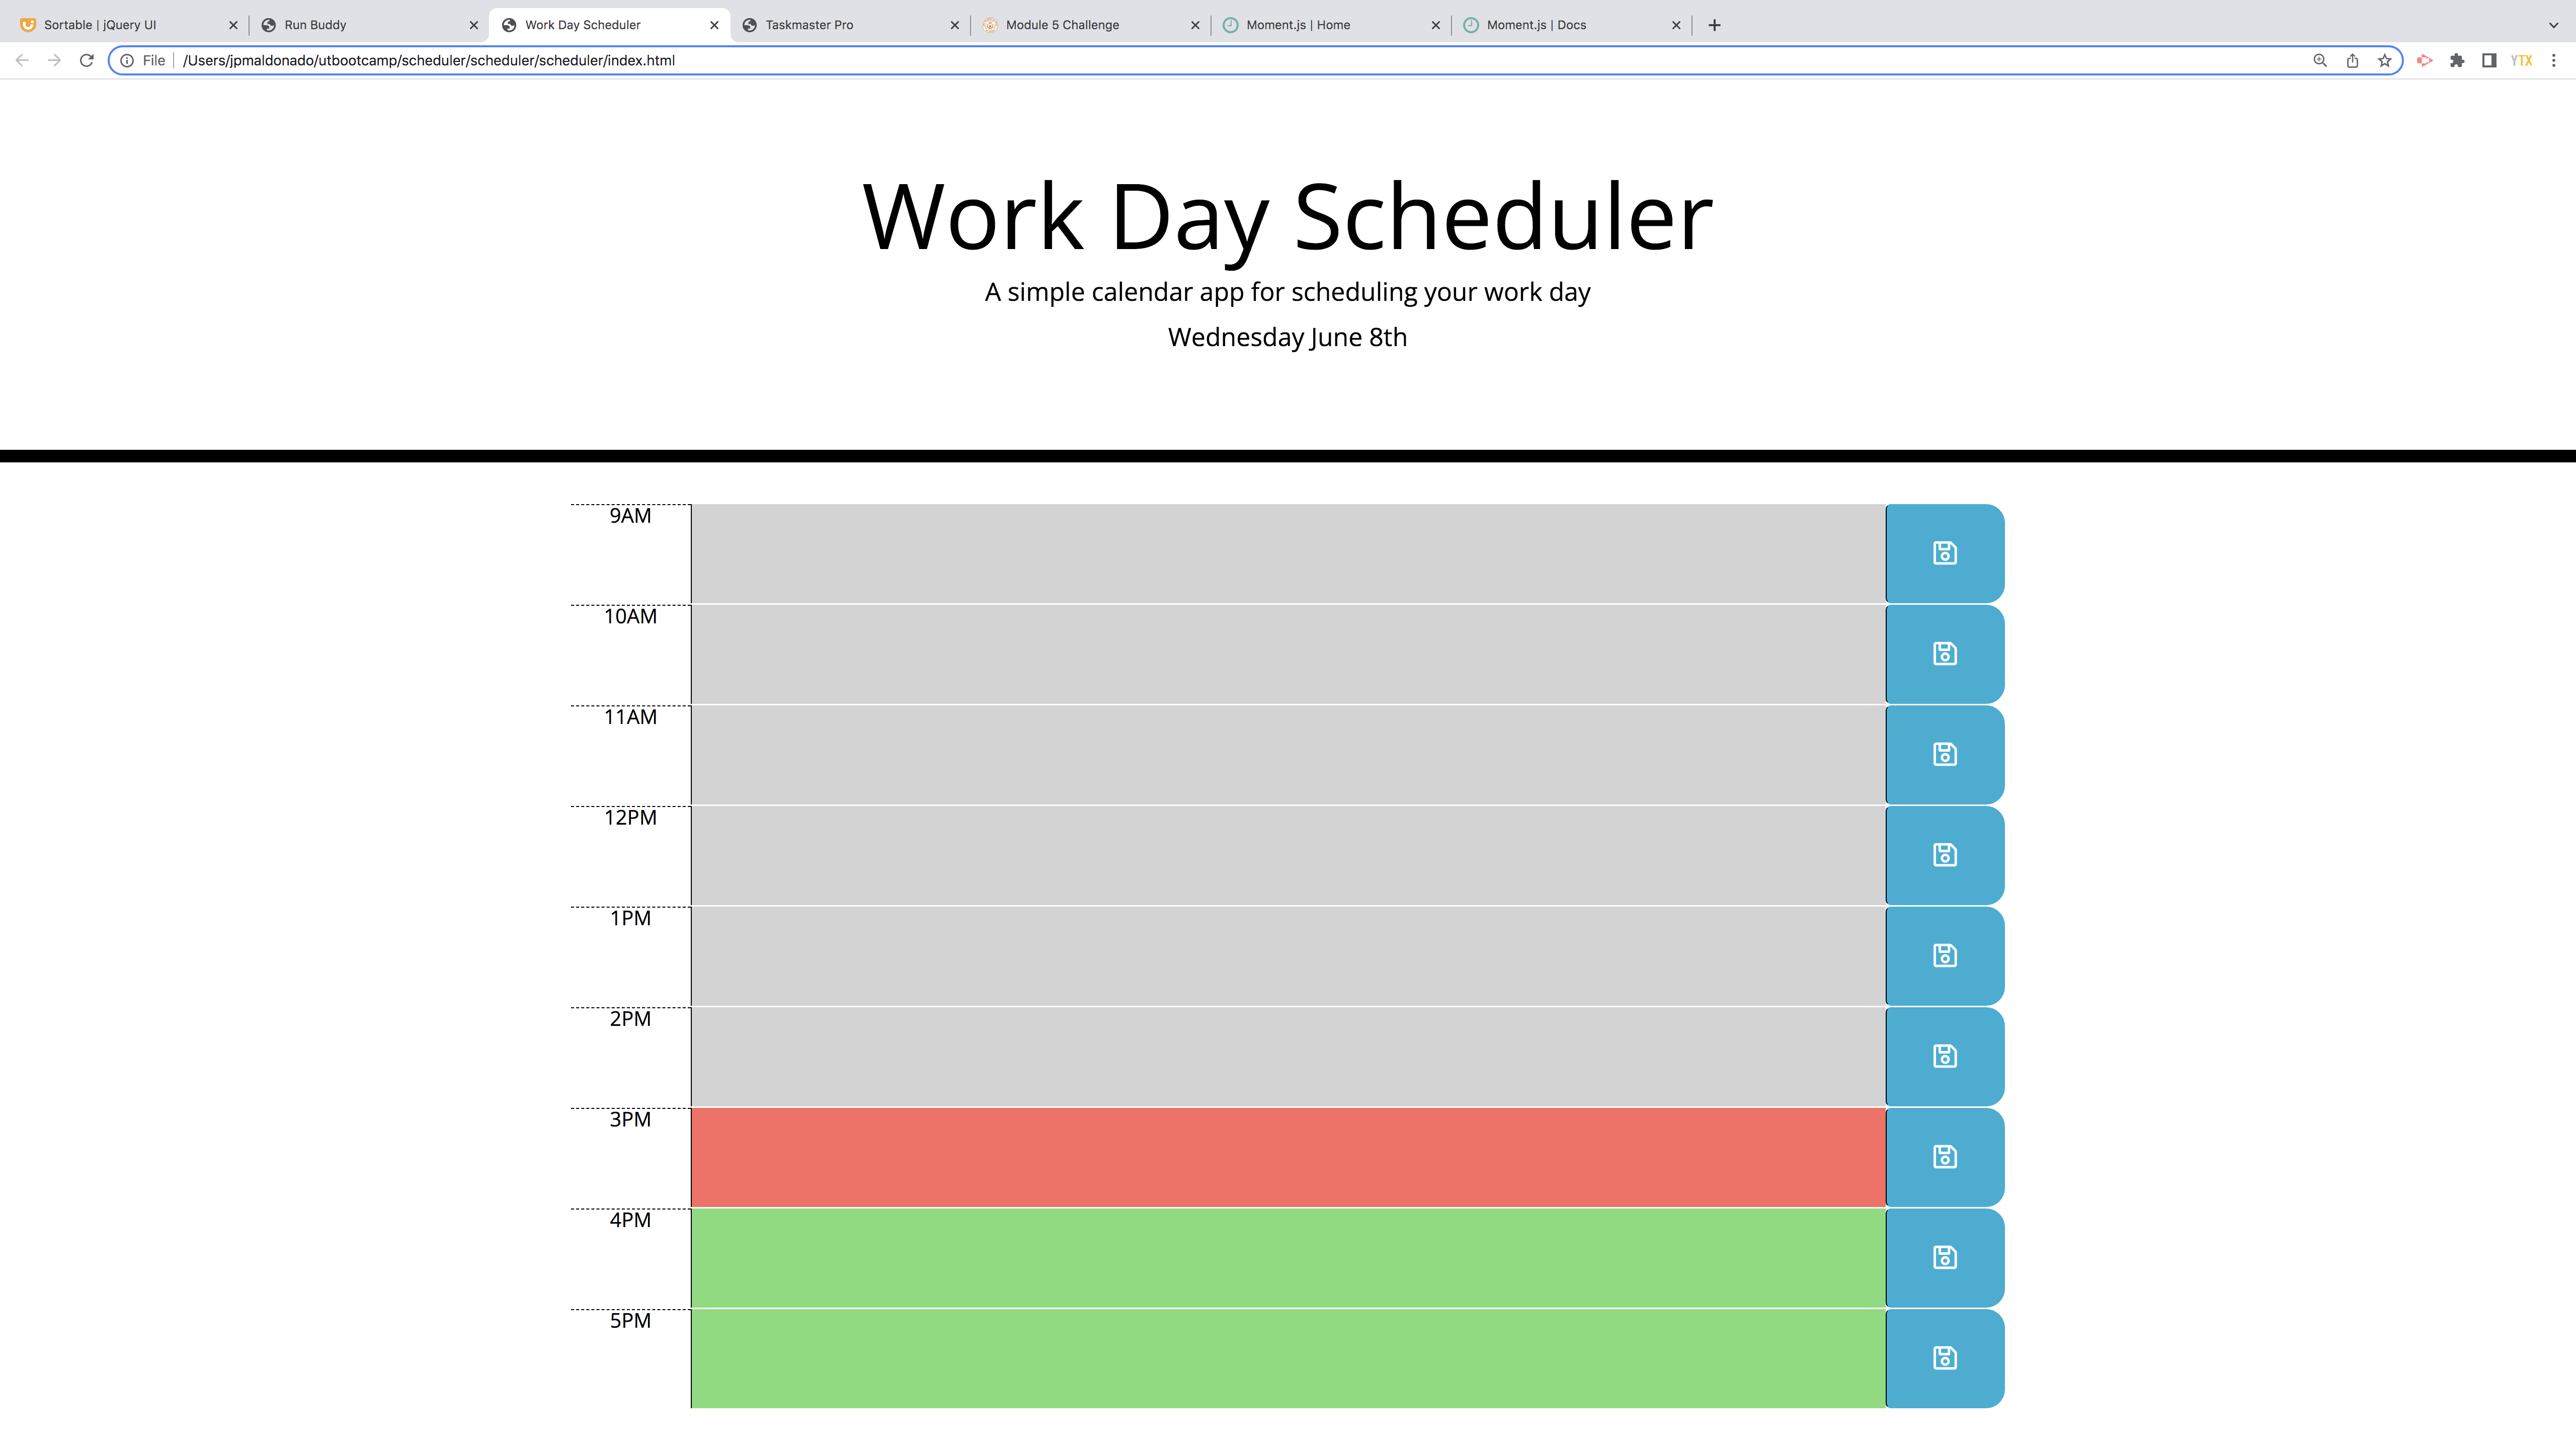 Sortable | jQuery UI
Run Buddy
Work Day Scheduler
Taskmaster Pro
Module 5 Challenge
Moment.js | Home
Moment.js | Docs
File
/Users/jpmaldonado/utbootcamp/scheduler/scheduler/scheduler/index.html
YTX
Work Day Scheduler
A simple calendar app for scheduling your work day
Wednesday June 8th
9AM
10AM
11AM
12PM
1PM
2PM
3PM
4PM
5PM